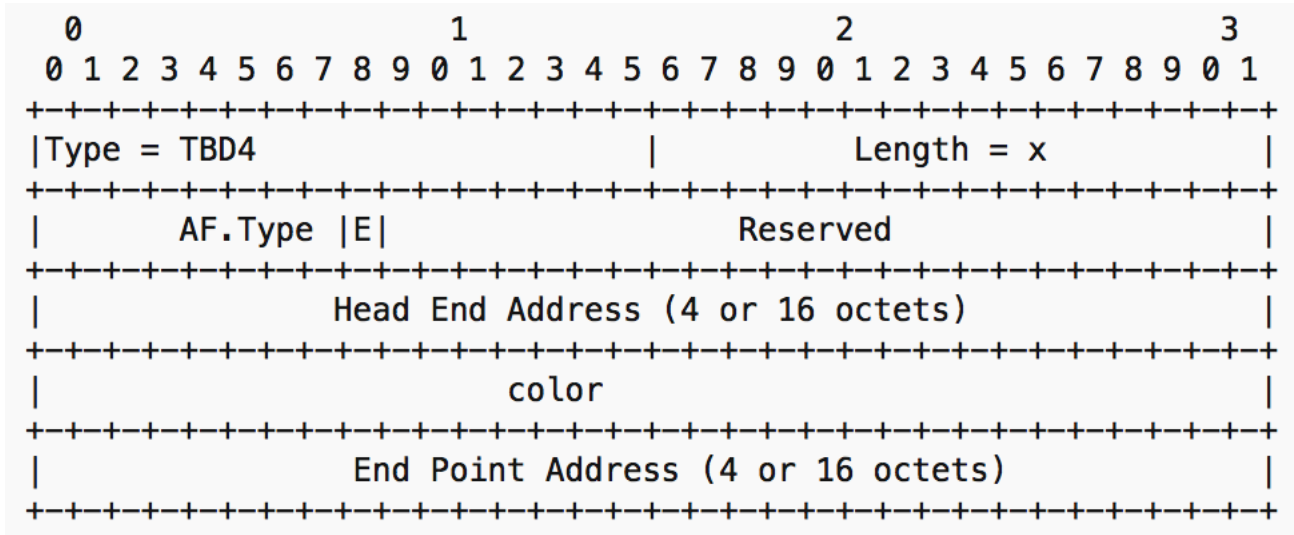 0                   1                   2                   3
 0 1 2 3 4 5 6 7 8 9 0 1 2 3 4 5 6 7 8 9 0 1 2 3 4 5 6 7 8 9 0 1
+-+-+-+-+-+-+-+-+-+-+-+-+-+-+-+-+-+-+-+-+-+-+-+-+-+-+-+-+-+-+-+-+
|Type = TBD4                    |          Length = x           |
+-+-+-+-+-+-+-+-+-+-+-+-+-+-+-+-+-+-+-+-+-+-+-+-+-+-+-+-+-+-+-+-+
|       AF.Type |E|                  Reserved                   |
+-+-+-+-+-+-+-+-+-+-+-+-+-+-+-+-+-+-+-+-+-+-+-+-+-+-+-+-+-+-+-+-+
|               Head End Address (4 or 16 octets)               |
+-+-+-+-+-+-+-+-+-+-+-+-+-+-+-+-+-+-+-+-+-+-+-+-+-+-+-+-+-+-+-+-+
|                        color                                  |
+-+-+-+-+-+-+-+-+-+-+-+-+-+-+-+-+-+-+-+-+-+-+-+-+-+-+-+-+-+-+-+-+
|                End Point Address (4 or 16 octets)             |
+-+-+-+-+-+-+-+-+-+-+-+-+-+-+-+-+-+-+-+-+-+-+-+-+-+-+-+-+-+-+-+-+